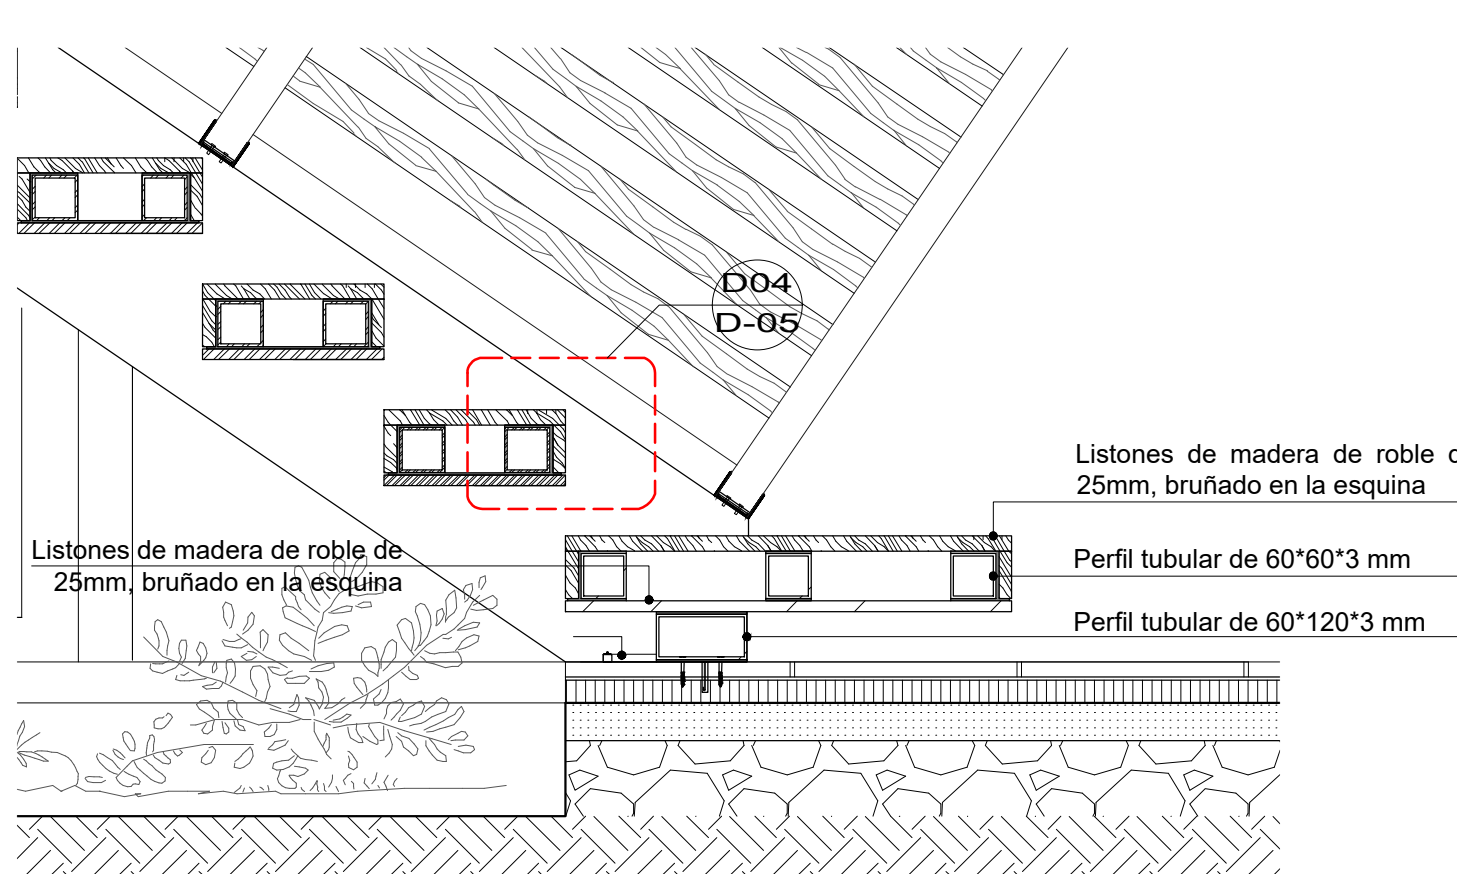 D04
D-05
Listones de madera de roble
25mm, bruñado en la esquina
Listones de madera de roble de
25mm, bruñado en la esquina
Perfil tubular de 60*60*3 mm
Perfil tubular de 60*120*3 mm